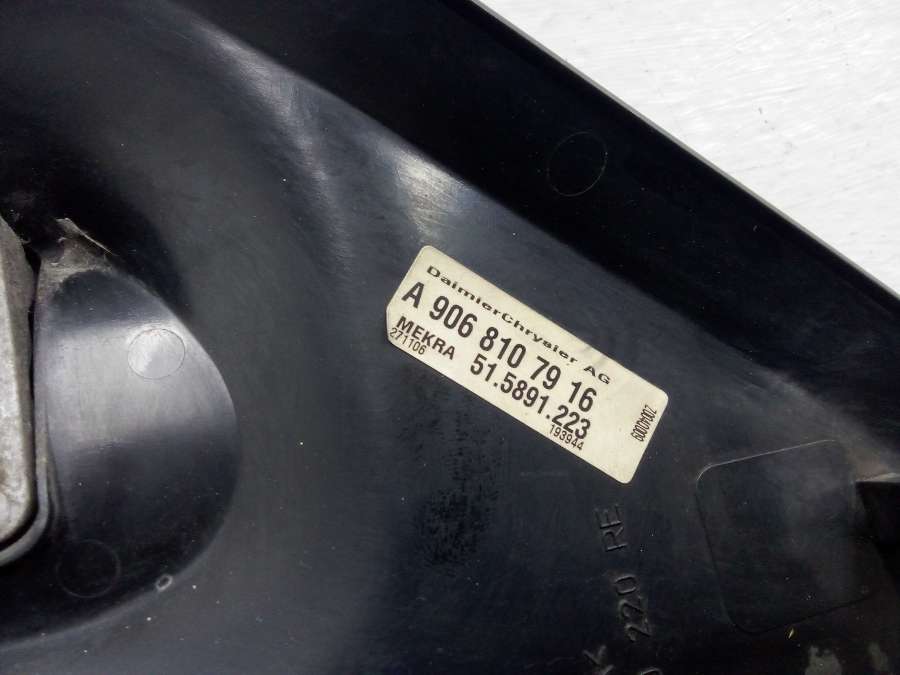 DaimlerChrysler AG
A 906 810 79 16
MEKRA 51.5891.223
271106 193944
220 RE